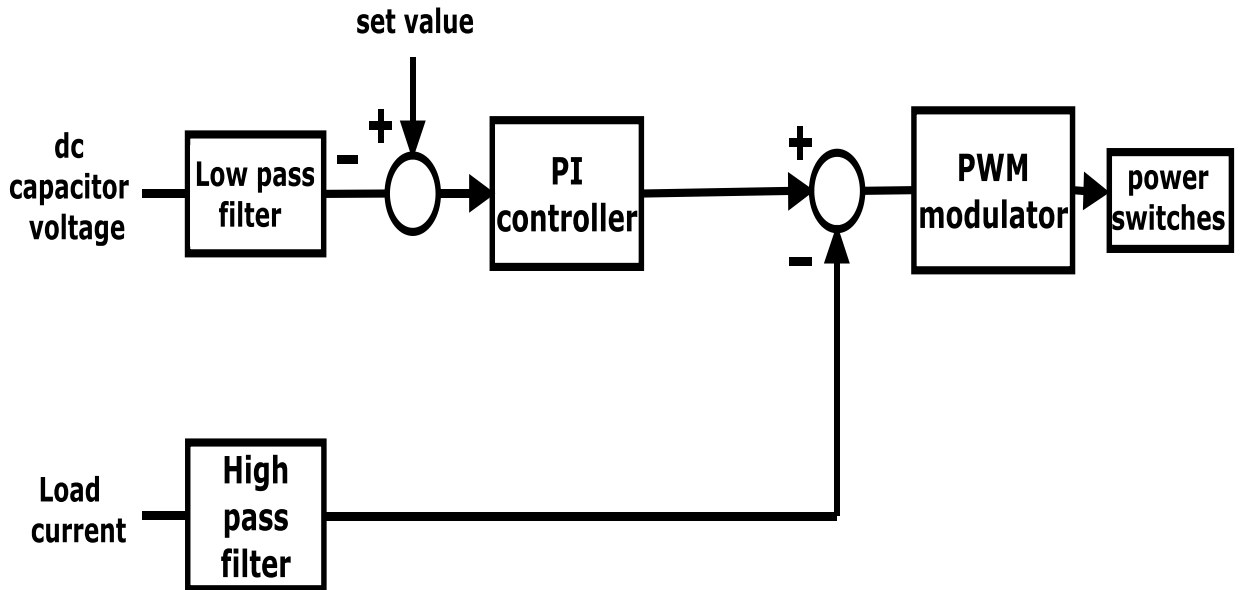 set value
+
-
dc
capacitor
voltage
Low pass
filter
PI
controller
+
-
PWM
modulator
power
switches
Load
current
High
pass
filter